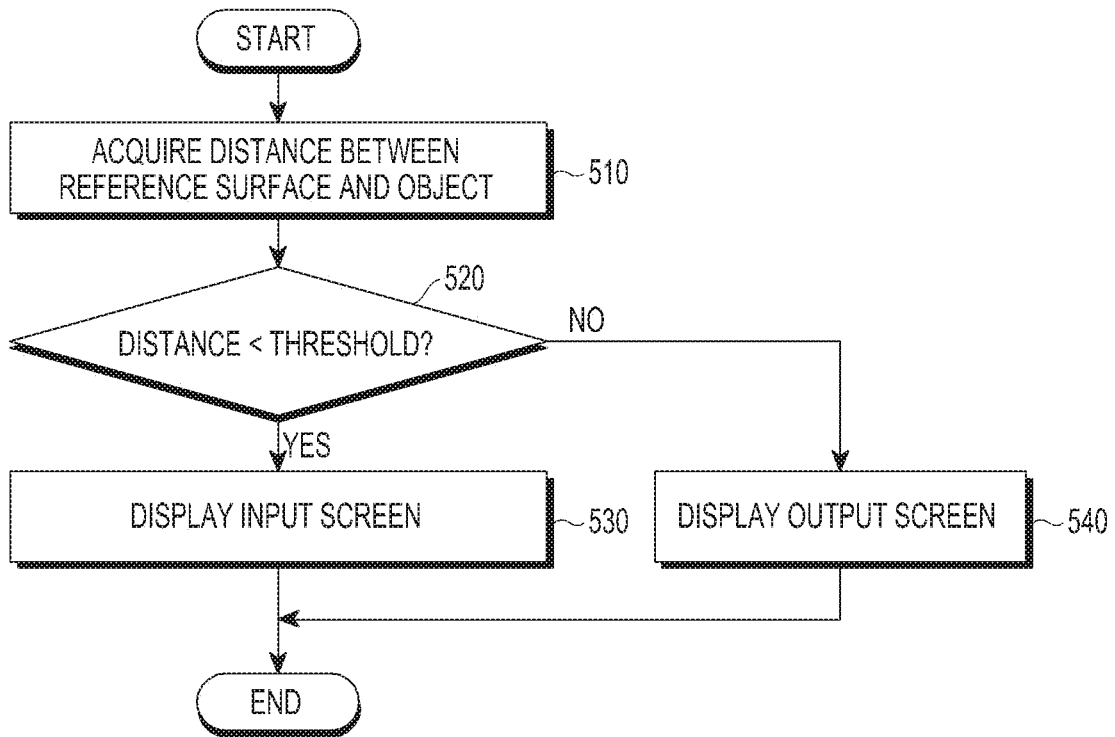 START
ACQUIRE DISTANCE BETWEEN
REFERENCE SURFACE AND OBJECT
510
520
DISTANCE < THRESHOLD?
NO
YES
DISPLAY INPUT SCREEN
530
DISPLAY OUTPUT SCREEN
540
END